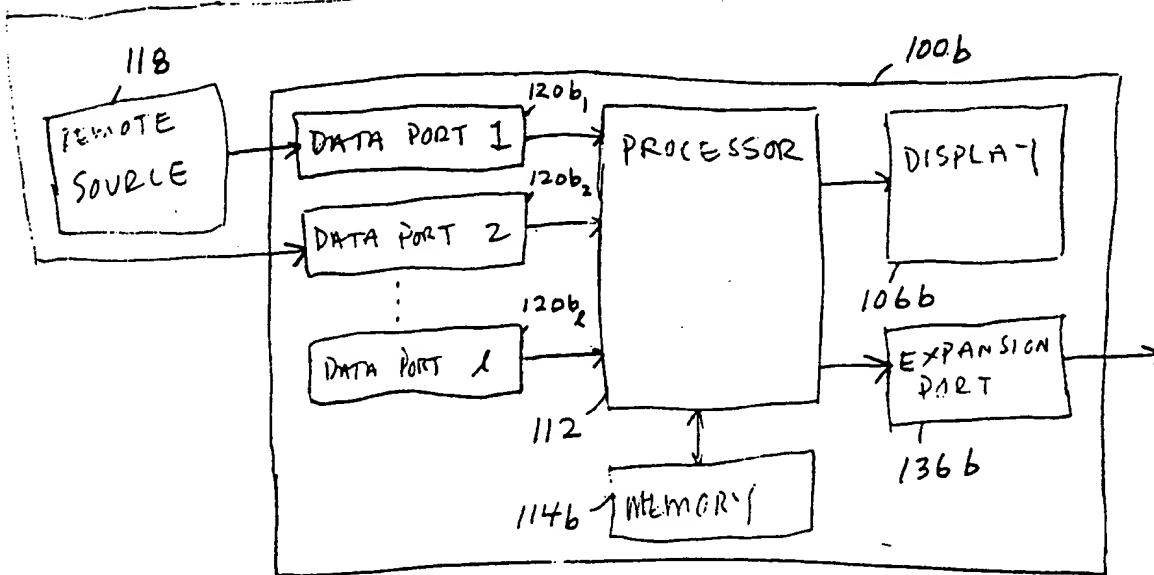 118
100b
REMOTE
SOURCE
DATA PORT 1
120b₁
PROCESSOR
DISPLAY
DATA PORT 2
120b₂
106b
DATA PORT l
120bₗ
EXPANSION
PORT
112
136b
114b
MEMORY